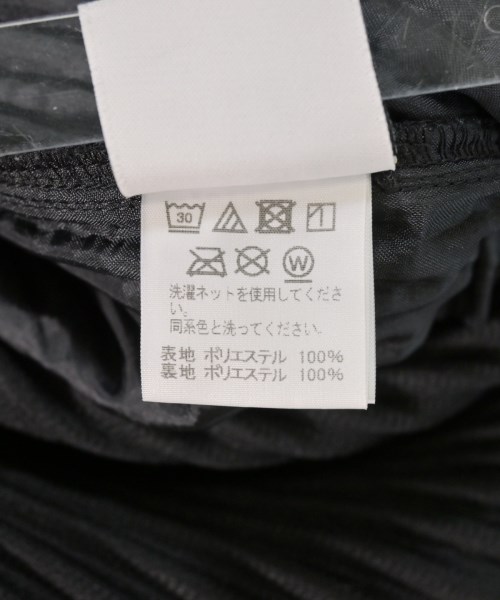 30
W
洗濯ネットを使用してくださ
い。
同系色と洗ってください。
表地 ポリエステル 100%
裏地 ポリエステル 100%